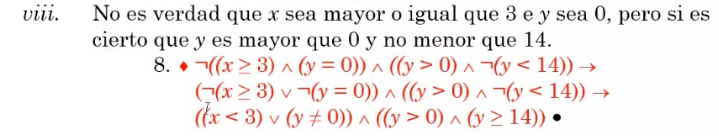 viii. No es verdad que x sea mayor o igual que 3 e y sea 0, pero si es
cierto que y es mayor que 0 y no menor que 14.
8. ♦ ¬((x ≥ 3) ∧ (y = 0)) ∧ ((y > 0) ∧ ¬(y < 14)) →
(¬(x ≥ 3) ∨ ¬(y = 0)) ∧ ((y > 0) ∧ ¬(y < 14)) →
((x < 3) ∨ (y ≠ 0)) ∧ ((y > 0) ∧ (y ≥ 14)) •